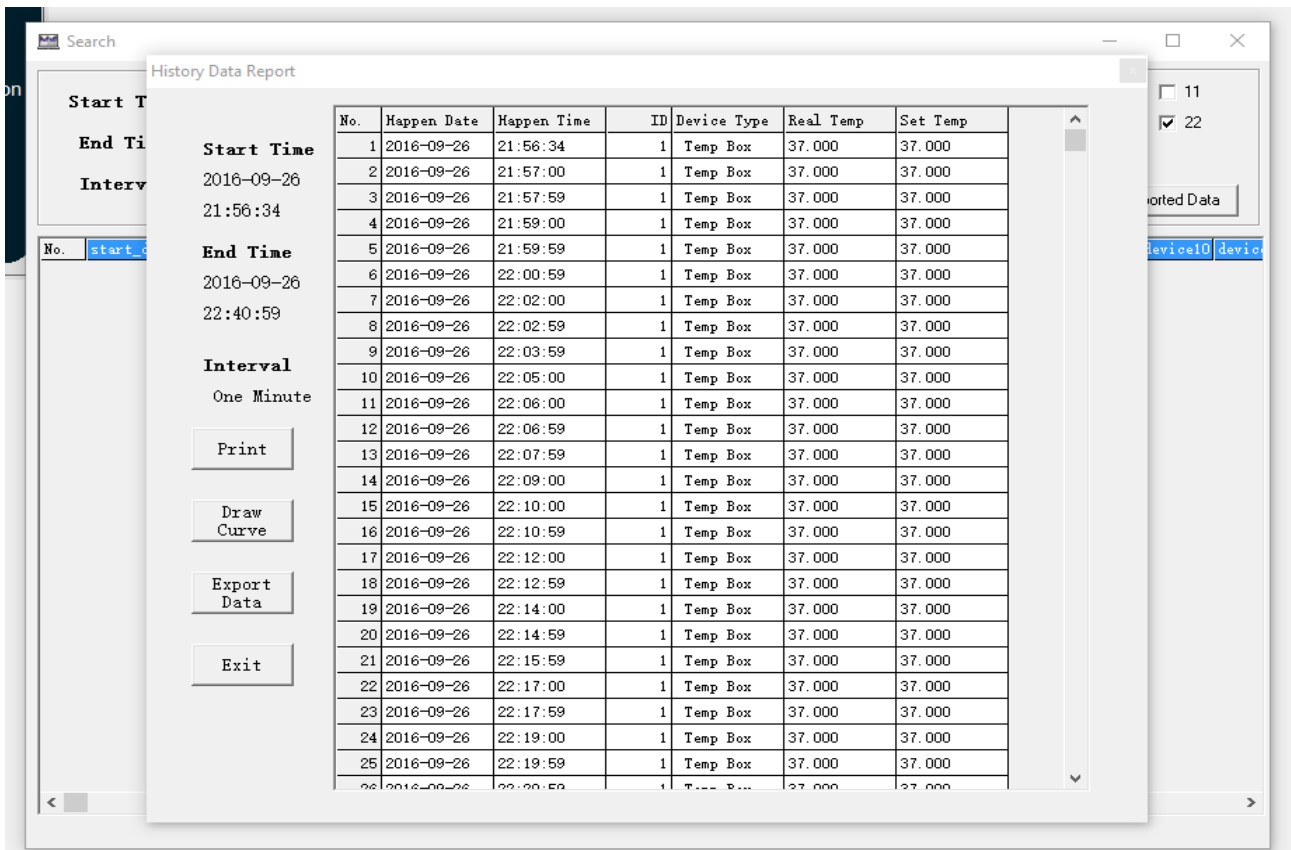 Search
on
Start T
End Ti
Interv
11
22
orted Data
No. start_d
device10 device
History Data Report
Start Time
2016-09-26
21:56:34
End Time
2016-09-26
22:40:59
Interval
One Minute
Print
Draw
Curve
Export
Data
Exit
No. Happen Date Happen Time ID Device Type Real Temp Set Temp
1 2016-09-26 21:56:34 1 Temp Box 37.000 37.000
2 2016-09-26 21:57:00 1 Temp Box 37.000 37.000
3 2016-09-26 21:57:59 1 Temp Box 37.000 37.000
4 2016-09-26 21:59:00 1 Temp Box 37.000 37.000
5 2016-09-26 21:59:59 1 Temp Box 37.000 37.000
6 2016-09-26 22:00:59 1 Temp Box 37.000 37.000
7 2016-09-26 22:02:00 1 Temp Box 37.000 37.000
8 2016-09-26 22:02:59 1 Temp Box 37.000 37.000
9 2016-09-26 22:03:59 1 Temp Box 37.000 37.000
10 2016-09-26 22:05:00 1 Temp Box 37.000 37.000
11 2016-09-26 22:06:00 1 Temp Box 37.000 37.000
12 2016-09-26 22:06:59 1 Temp Box 37.000 37.000
13 2016-09-26 22:07:59 1 Temp Box 37.000 37.000
14 2016-09-26 22:09:00 1 Temp Box 37.000 37.000
15 2016-09-26 22:10:00 1 Temp Box 37.000 37.000
16 2016-09-26 22:10:59 1 Temp Box 37.000 37.000
17 2016-09-26 22:12:00 1 Temp Box 37.000 37.000
18 2016-09-26 22:12:59 1 Temp Box 37.000 37.000
19 2016-09-26 22:14:00 1 Temp Box 37.000 37.000
20 2016-09-26 22:14:59 1 Temp Box 37.000 37.000
21 2016-09-26 22:15:59 1 Temp Box 37.000 37.000
22 2016-09-26 22:17:00 1 Temp Box 37.000 37.000
23 2016-09-26 22:17:59 1 Temp Box 37.000 37.000
24 2016-09-26 22:19:00 1 Temp Box 37.000 37.000
25 2016-09-26 22:19:59 1 Temp Box 37.000 37.000